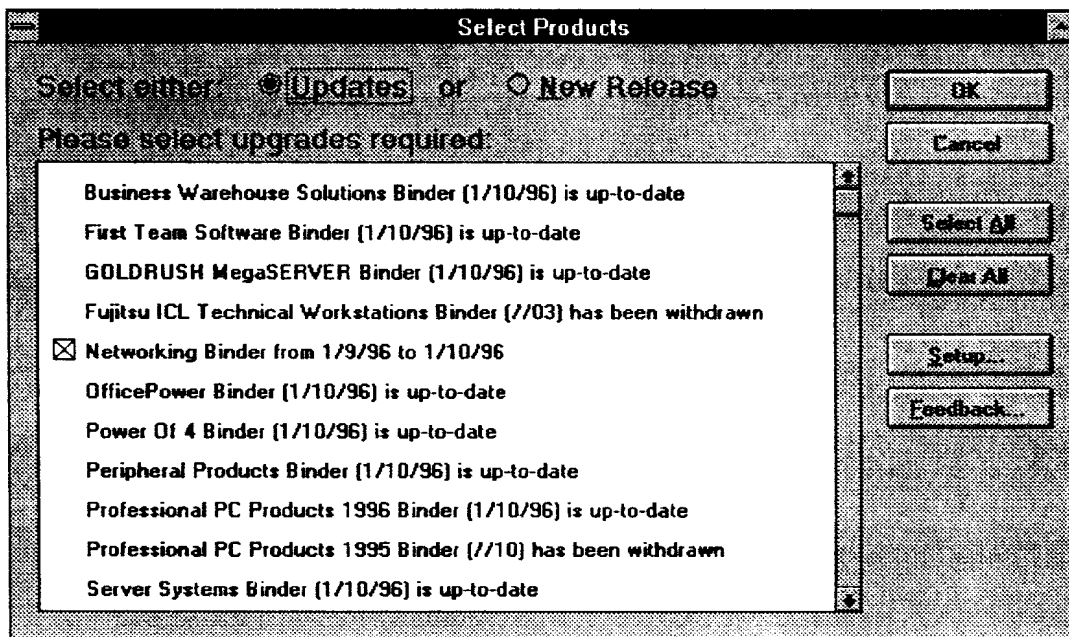 Select Products
Select either: Updates or New Release
Please select upgrades required:
OK
Cancel
Select All
Clear All
Setup...
Feedback...
Business Warehouse Solutions Binder (1/10/96) is up-to-date
First Team Software Binder (1/10/96) is up-to-date
GOLDRUSH MegaSERVER Binder (1/10/96) is up-to-date
Fujitsu ICL Technical Workstations Binder (//03) has been withdrawn
Networking Binder from 1/9/96 to 1/10/96
OfficePower Binder (1/10/96) is up-to-date
Power Of 4 Binder (1/10/96) is up-to-date
Peripheral Products Binder (1/10/96) is up-to-date
Professional PC Products 1996 Binder (1/10/96) is up-to-date
Professional PC Products 1995 Binder (//10) has been withdrawn
Server Systems Binder (1/10/96) is up-to-date